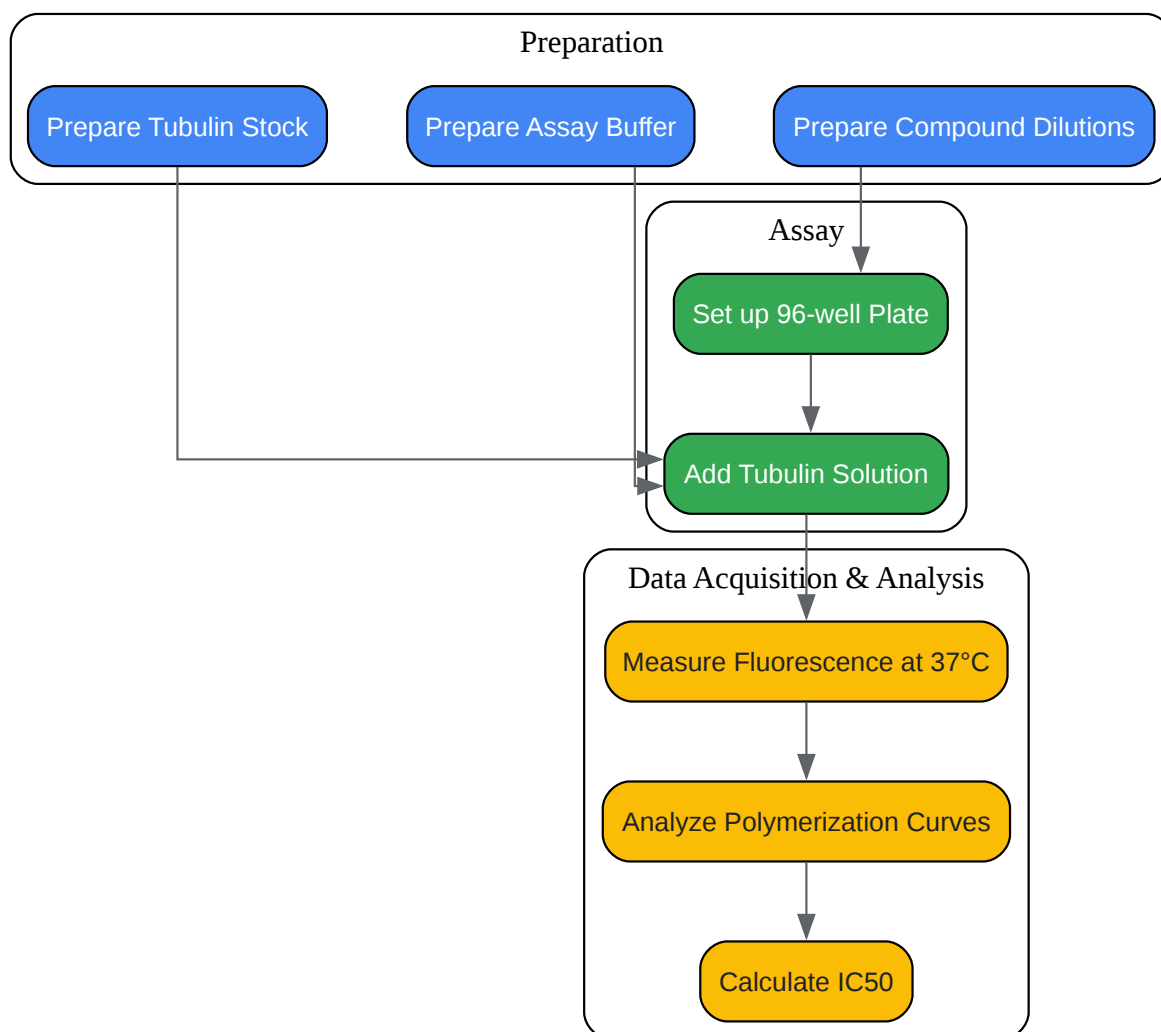 Preparation
Prepare Tubulin Stock
Prepare Assay Buffer
Prepare Compound Dilutions
Assay
Set up 96-well Plate
Add Tubulin Solution
Data Acquisition & Analysis
Measure Fluorescence at 37°C
Analyze Polymerization Curves
Calculate IC50